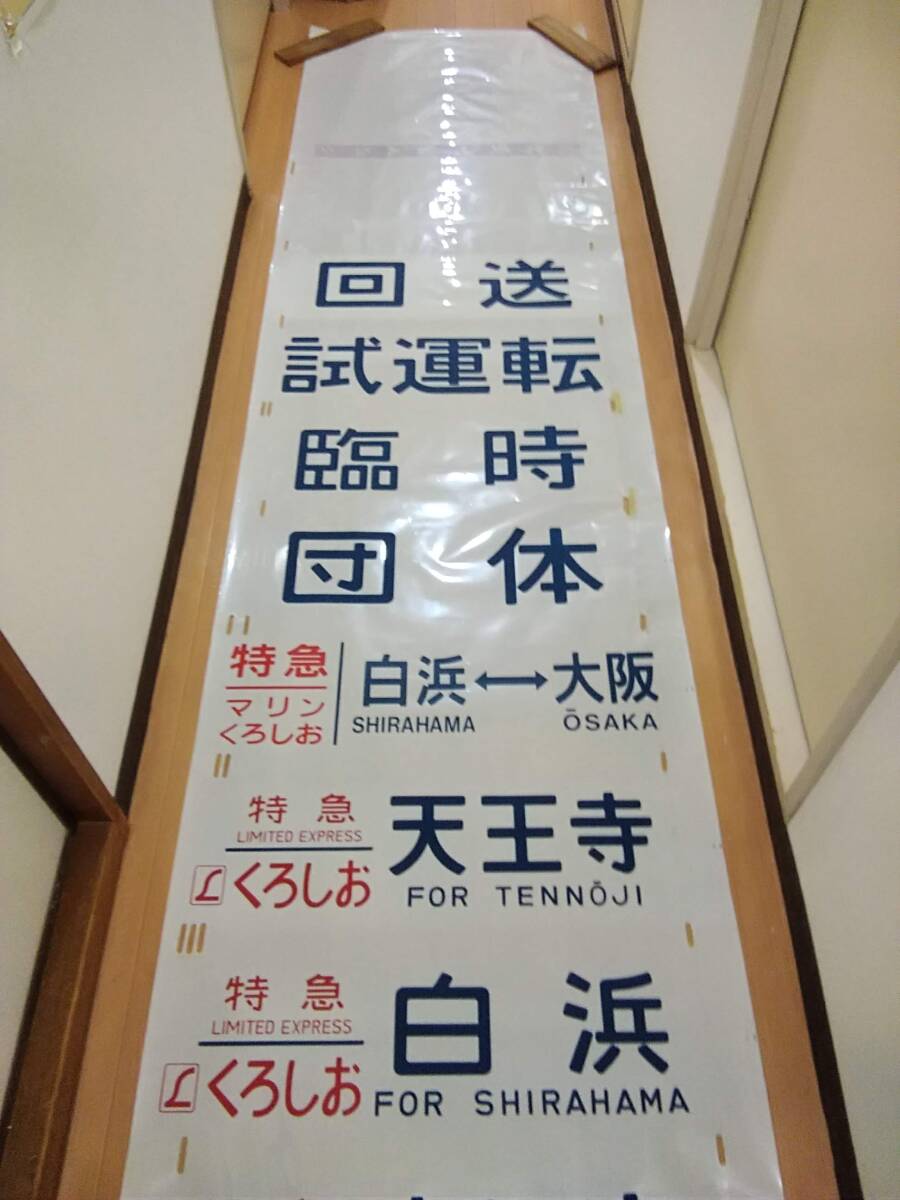 回送
試運転
臨時
団体
特急
マリン
くろしお
白浜↔大阪
SHIRAHAMA ŌSAKA
特急
LIMITED EXPRESS
L くろしお
天王寺
FOR TENNŌJI
特急
LIMITED EXPRESS
L くろしお
白浜
FOR SHIRAHAMA